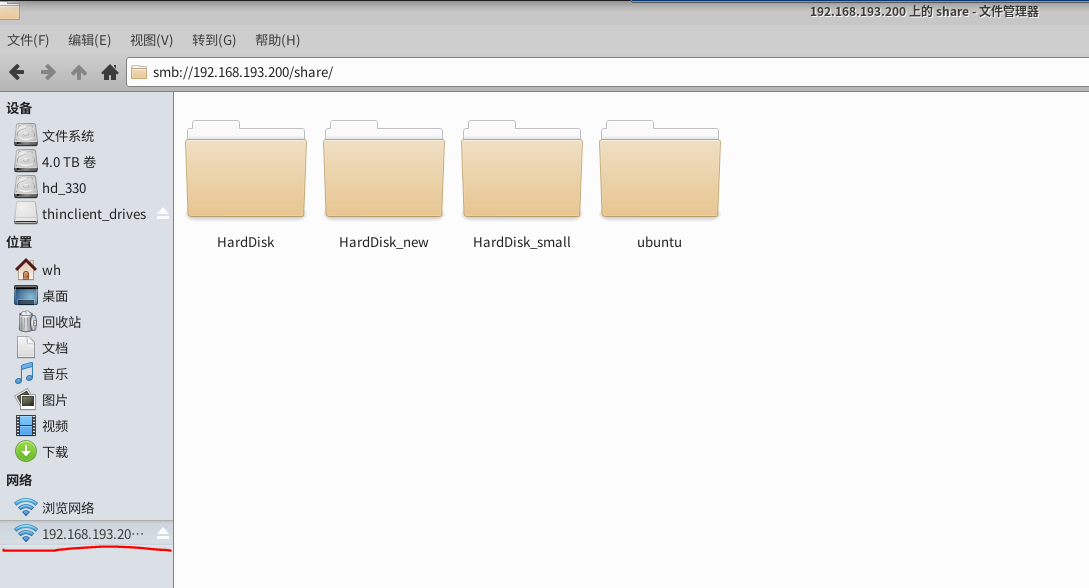 192.168.193.200 上的 share - 文件管理器
文件(F) 编辑(E) 视图(V) 转到(G) 帮助(H)
smb://192.168.193.200/share/
设备
文件系统
4.0 TB 卷
hd_330
thinclient_drives
位置
wh
桌面
回收站
文档
音乐
图片
视频
下载
网络
浏览网络
192.168.193.20…
HardDisk HardDisk_new HardDisk_small ubuntu